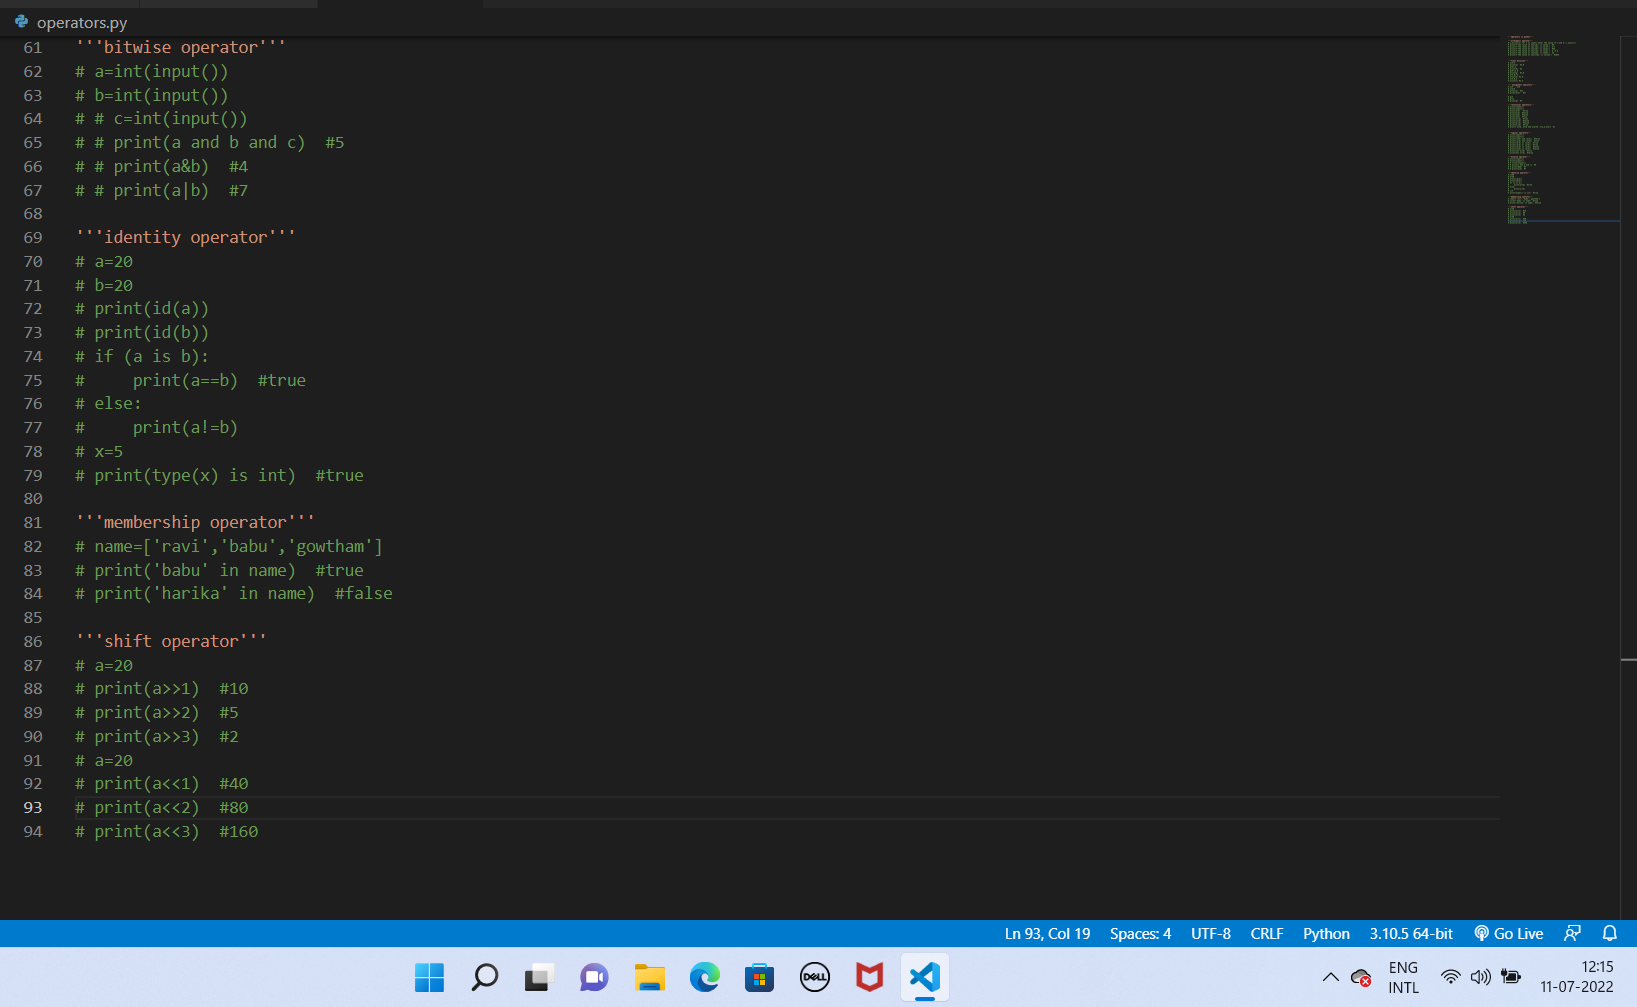 operators.py
61 '''bitwise operator'''
62 # a=int(input())
63 # b=int(input())
64 # # c=int(input())
65 # # print(a and b and c)  #5
66 # # print(a&b)  #4
67 # # print(a|b)  #7
68
69 '''identity operator'''
70 # a=20
71 # b=20
72 # print(id(a))
73 # print(id(b))
74 # if (a is b):
75 #     print(a==b)  #true
76 # else:
77 #     print(a!=b)
78 # x=5
79 # print(type(x) is int)  #true
80
81 '''membership operator'''
82 # name=['ravi','babu','gowtham']
83 # print('babu' in name)  #true
84 # print('harika' in name)  #false
85
86 '''shift operator'''
87 # a=20
88 # print(a>>1)  #10
89 # print(a>>2)  #5
90 # print(a>>3)  #2
91 # a=20
92 # print(a<<1)  #40
93 # print(a<<2)  #80
94 # print(a<<3)  #160
Ln 93, Col 19 Spaces: 4 UTF-8 CRLF Python 3.10.5 64-bit Go Live
DELL
ENG 12:15
INTL 11-07-2022